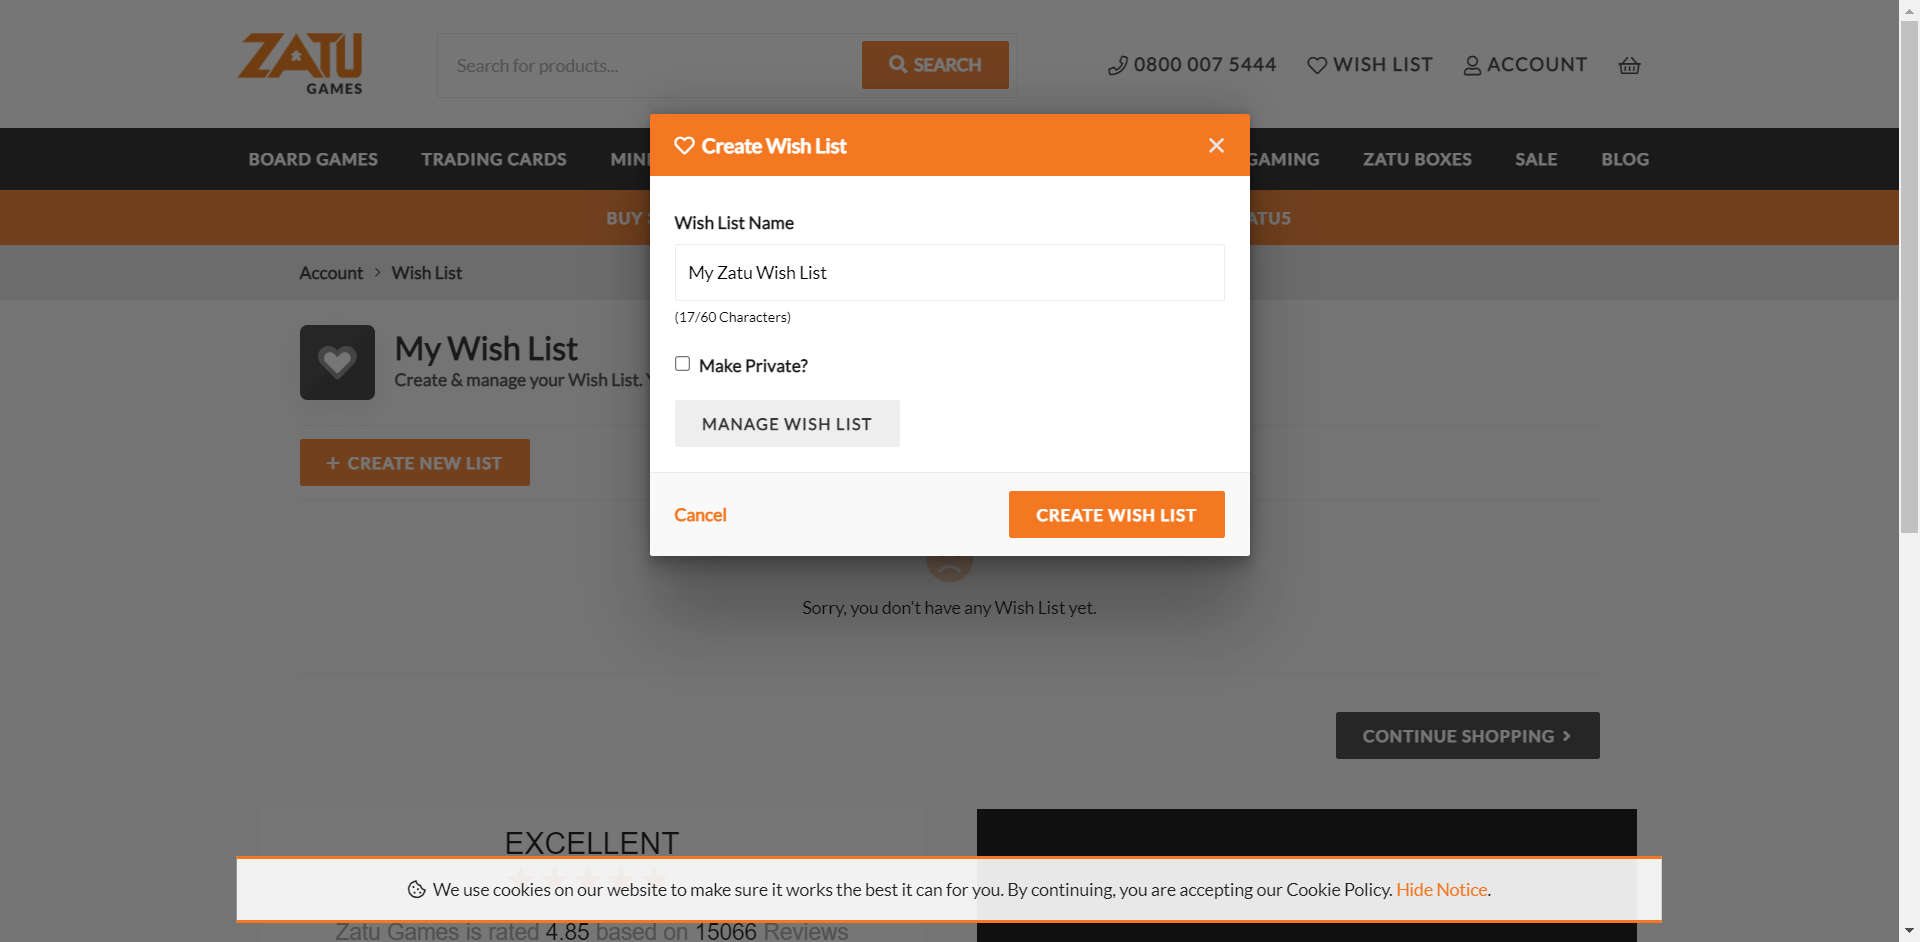 ZATU
GAMES
Search for products...
SEARCH
0800 007 5444
WISH LIST
ACCOUNT
Create Wish List
BOARD GAMES
TRADING CARDS
GAMING
ZATU BOXES
SALE
BLOG
BUY
Account > Wish List
Wish List Name
My Zatu Wish List
(17/60 Characters)
My Wish List
Create & manage your Wish List.
Make Private?
MANAGE WISH LIST
+ CREATE NEW LIST
Cancel
CREATE WISH LIST
Sorry, you don't have any Wish List yet.
CONTINUE SHOPPING >
EXCELLENT
We use cookies on our website to make sure it works the best it can for you. By continuing, you are accepting our Cookie Policy. Hide Notice.
Zatu Games is rated 4.85 based on 15066 Reviews